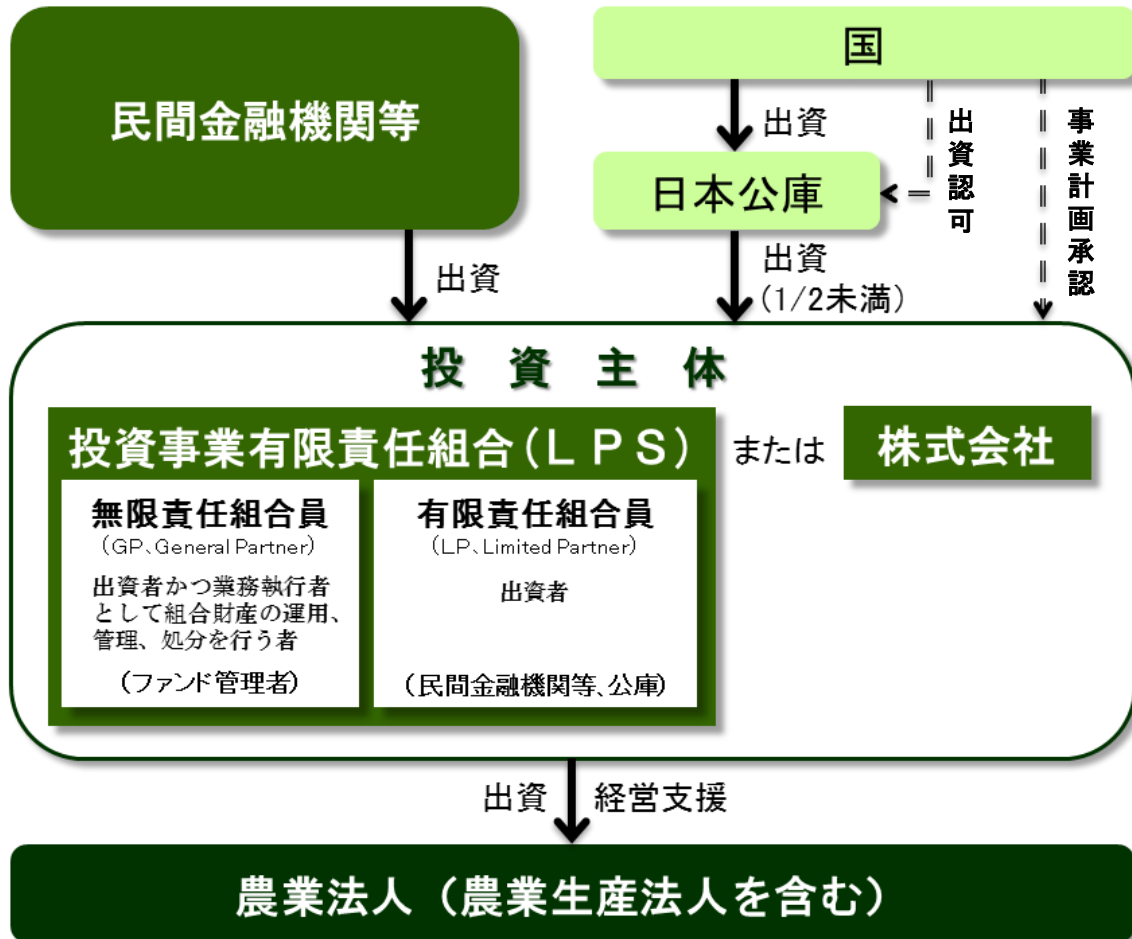 民間金融機関等
国
出資
出資認可
事業計画承認
日本公庫
出資
出資
(1/2未満)
投資主体
投資事業有限責任組合(LPS)
または
株式会社
無限責任組合員
(GP、General Partner)
出資者かつ業務執行者
として組合財産の運用、
管理、処分を行う者
(ファンド管理者)
有限責任組合員
(LP、Limited Partner)
出資者
(民間金融機関等、公庫)
出資
経営支援
農業法人（農業生産法人を含む）